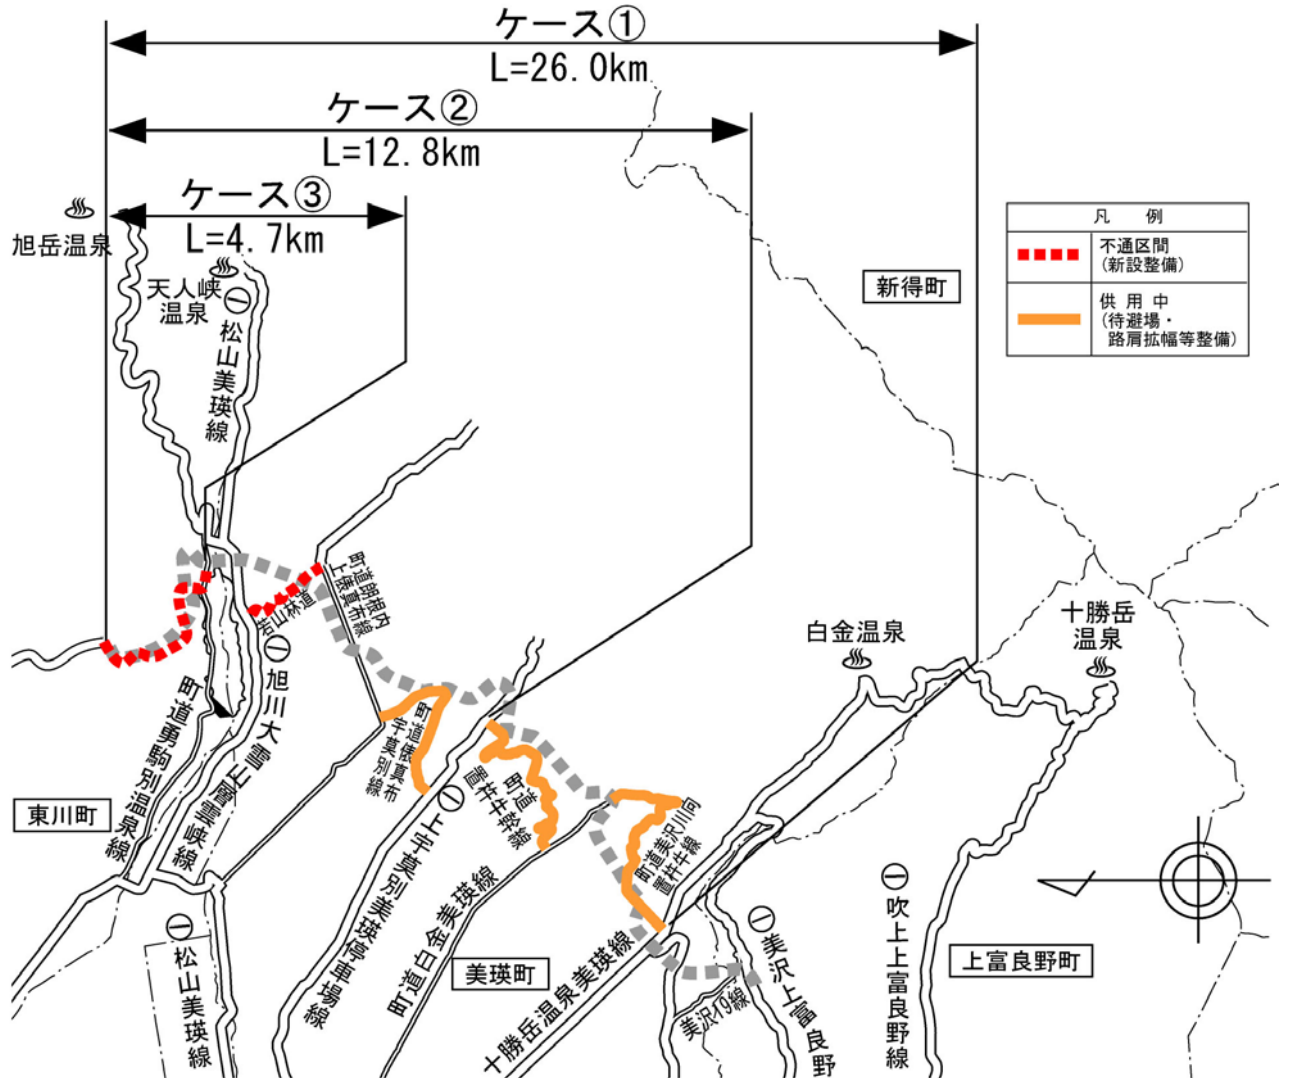 ケース①
L=26.0km
ケース②
L=12.8km
ケース③
L=4.7km
旭岳温泉
天人峡
温泉
松山美瑛線
新得町
凡 例
不通区間
(新設整備)
供用中
(待避場・
路肩拡幅等整備)
町道朗根内
上俵真布線
岩山林道
旭川大雪山層雲峡線
町道勇駒別温泉線
東川町
松山美瑛線
町道俵真布
宇莫別線
町道
置杵牛幹線
上宇莫別美瑛停車場線
町道白金美瑛線
美瑛町
十勝岳温泉美瑛線
町道美沢川向
置杵牛線
美沢19線
美沢上富良野
白金温泉
十勝岳
温泉
吹上上富良野線
上富良野町